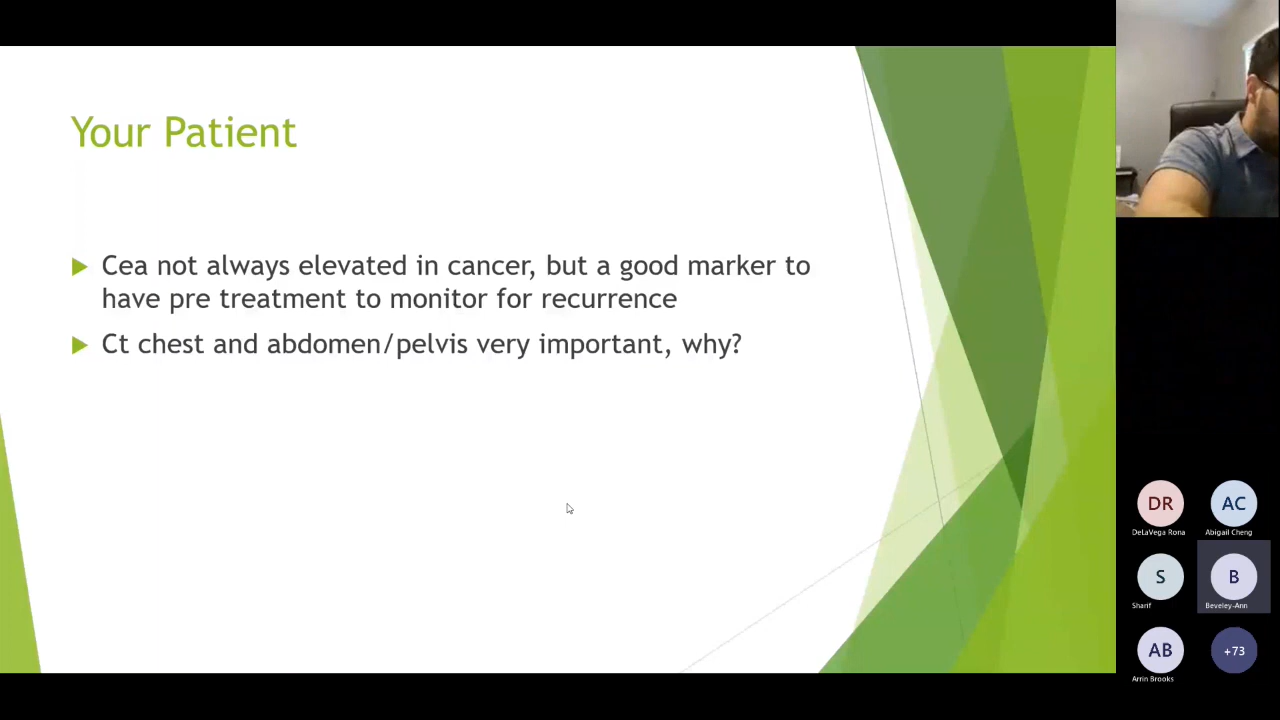 Your Patient
Cea not always elevated in cancer, but a good marker to
have pre treatment to monitor for recurrence
Ct chest and abdomen/pelvis very important, why?
DR
AC
DeLaVega Rona
Abigail Cheng
S
B
Sharif
Beveley-Ann
AB
+73
Arrin Brooks